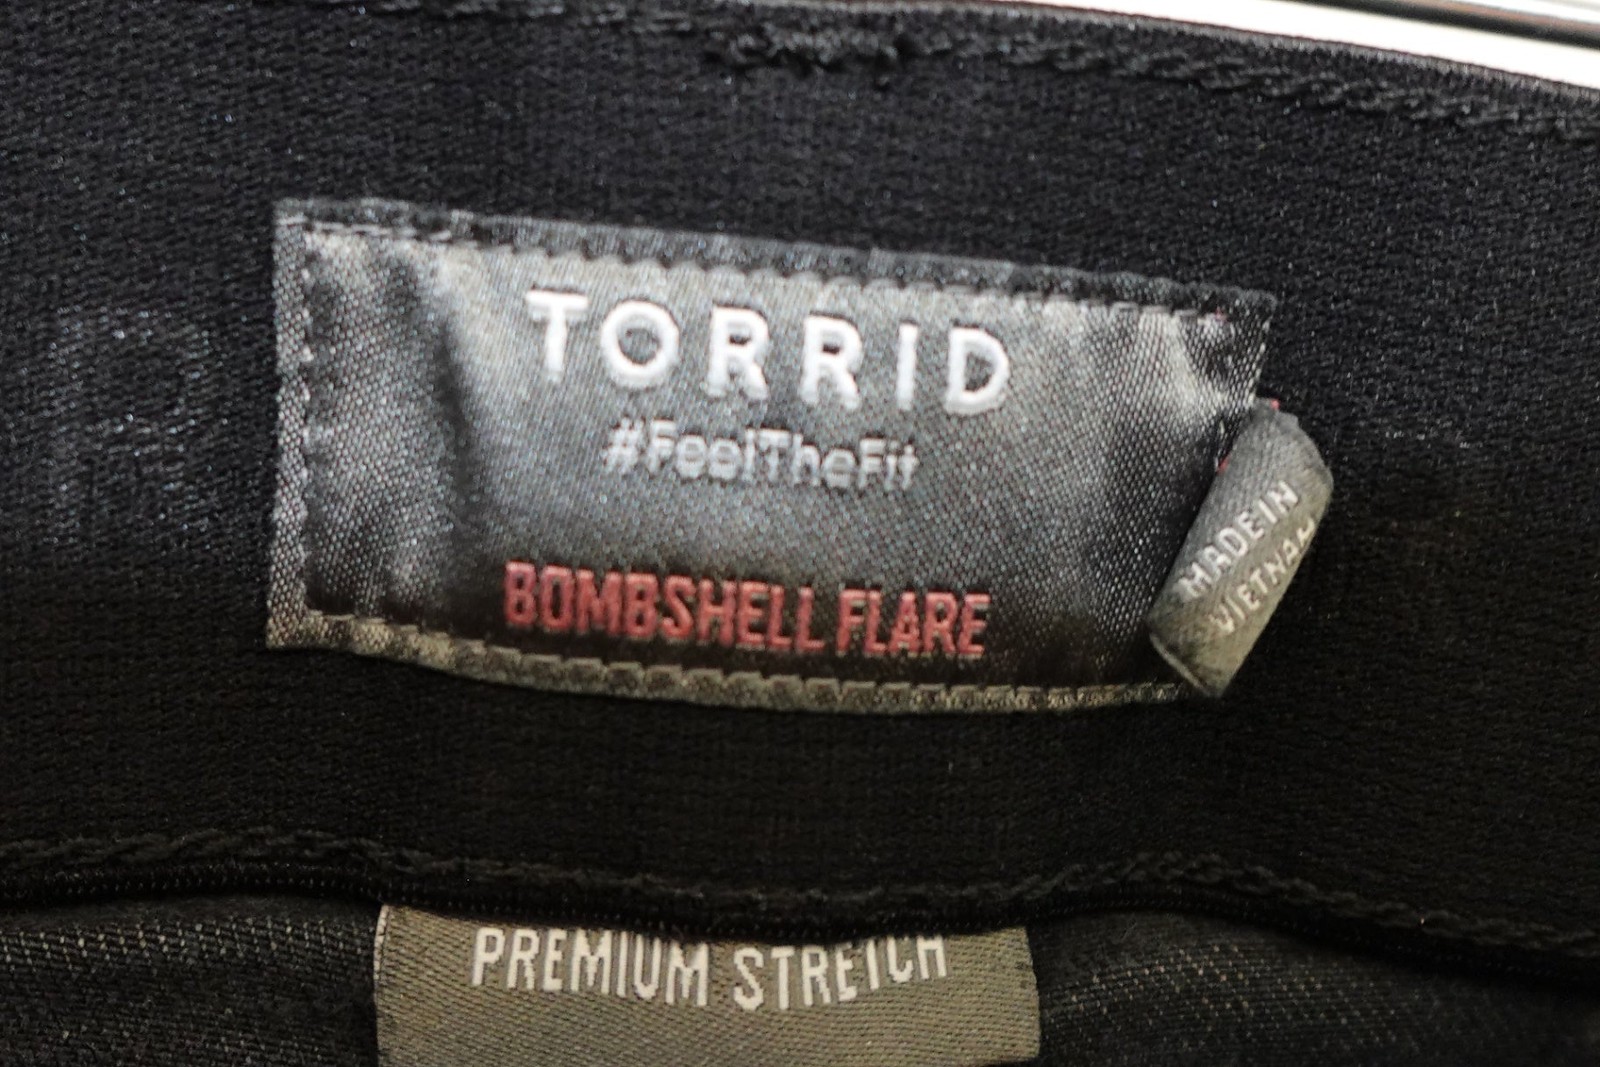 TORRID
#FeelTheFit
BOMBSHELL FLARE
MADE IN
VIETNAM
PREMIUM STRETCH